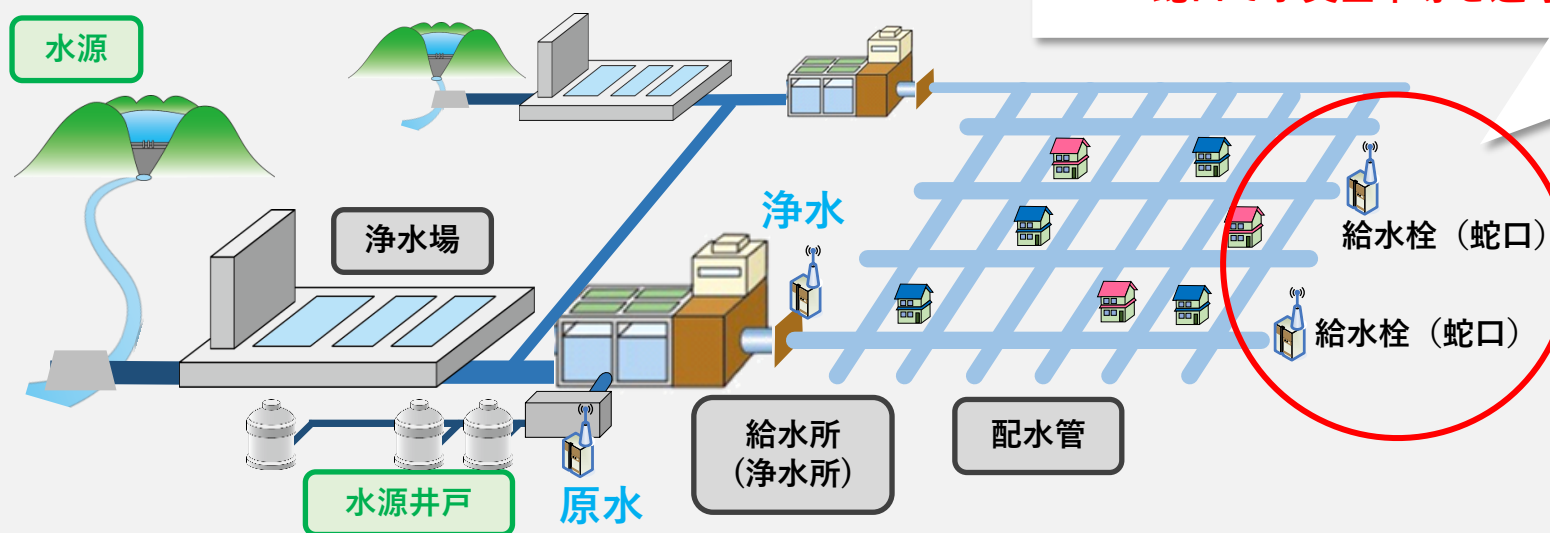 水源
浄水場
浄水
給水栓（蛇口）
給水栓（蛇口）
給水所
(浄水所)
配水管
水源井戸
原水